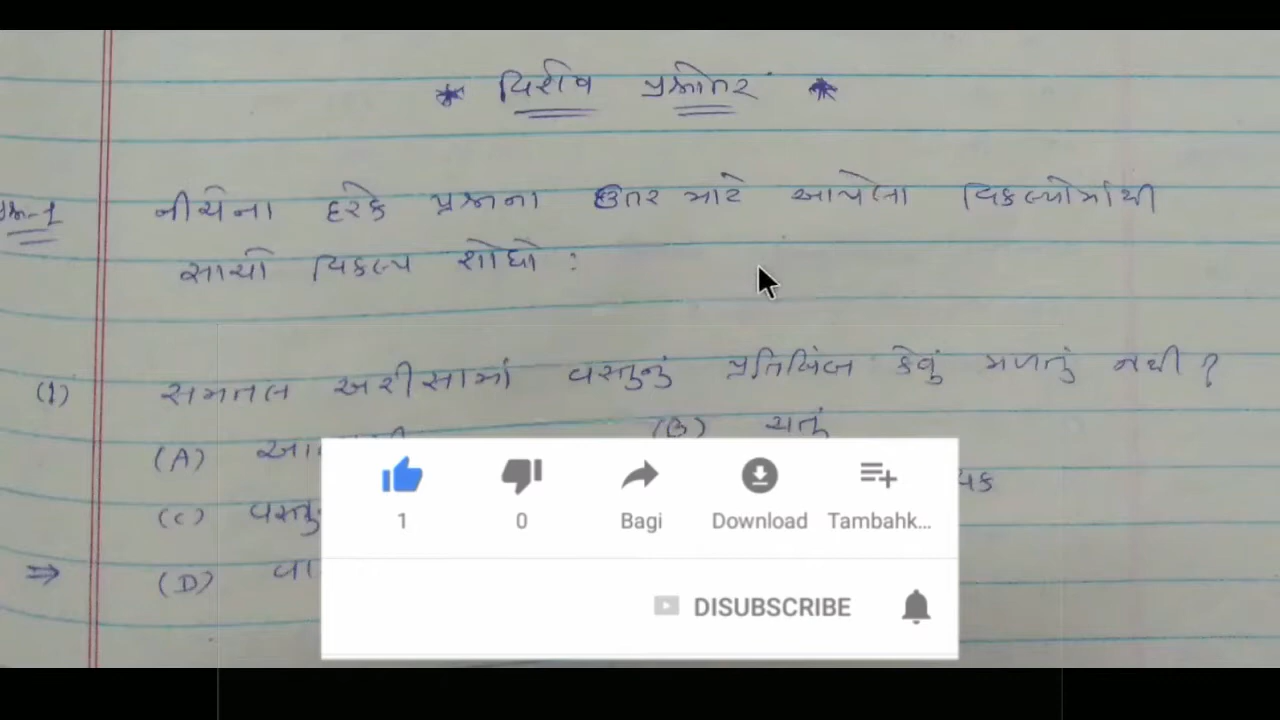 * વિશેષ પ્રશ્નોતર *
પ્રશ્ન-1 નીચેના દરેક પ્રશ્નના ઉતર માટે આપેલા વિકલ્પોમાંથી
સાચો વિકલ્પ શોધો :
(1) સમતલ અરીસામાં વસ્તુનું પ્રતિબિંબ કેવું મળતું નથી ?
(A) (B) ચતું
(C)
⇒ (D)
1 0 Bagi Download Tambahk...
DISUBSCRIBE